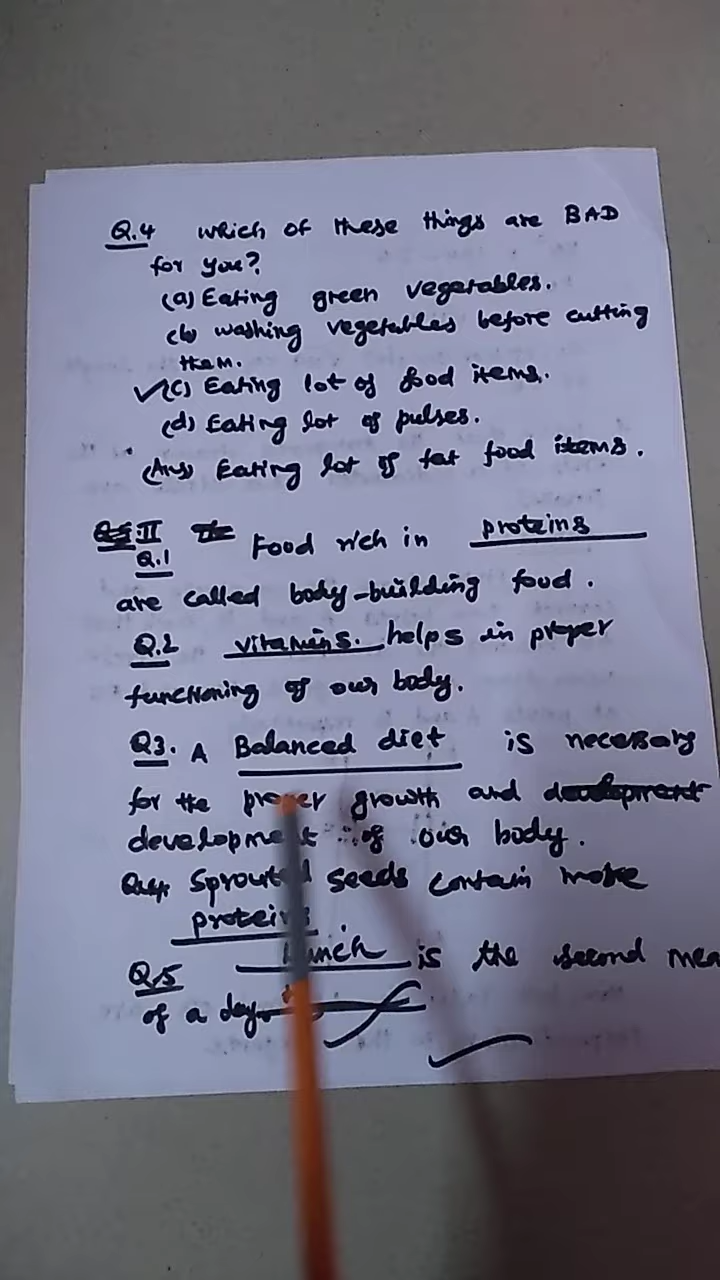 Q.4 which of these things are BAD
for you?
(a) Eating green vegetables.
(b) washing vegetables before cutting
them.
(c) Eating lot of food items.
(d) Eating lot of pulses.
(Ans) Eating lot of fat food items.
II Food rich in proteins
Q.1
are called body-building food.
Q.2 vitamins. helps in proper
functioning of our body.
Q3. A Balanced diet is necessary
for the proper growth and development
development of our body.
Q4. Sprouted seeds contain more
proteins.
Q.5 Lunch is the second mea
of a day.